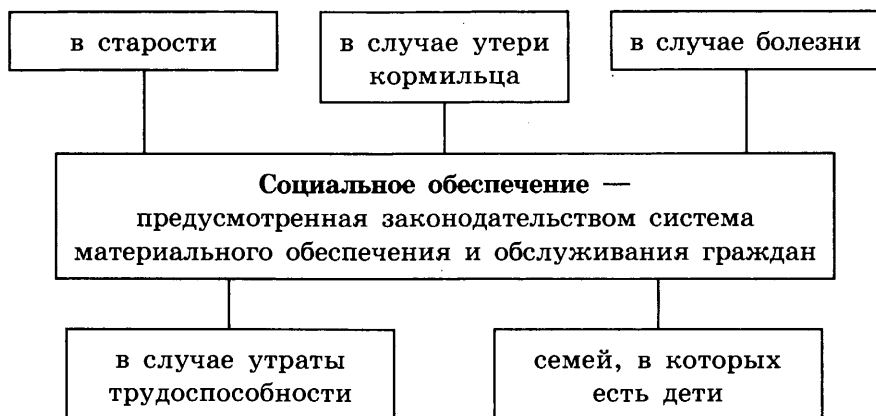 в старости
в случае утери
кормильца
в случае болезни
Социальное обеспечение —
предусмотренная законодательством система
материального обеспечения и обслуживания граждан
в случае утраты
трудоспособности
семей, в которых
есть дети